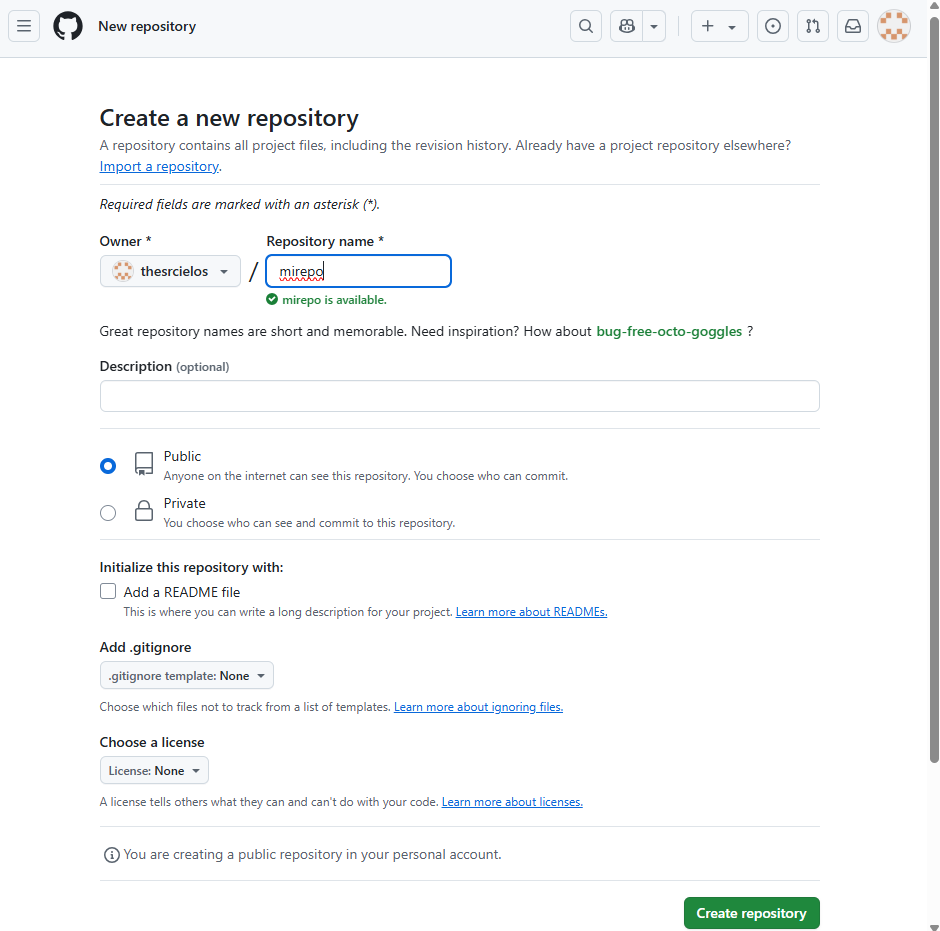 New repository
Create a new repository
A repository contains all project files, including the revision history. Already have a project repository elsewhere?
Import a repository.
Required fields are marked with an asterisk (*).
Owner * Repository name *
thesrcielos / mirepo
mirepo is available.
Great repository names are short and memorable. Need inspiration? How about bug-free-octo-goggles ?
Description (optional)
Public
Anyone on the internet can see this repository. You choose who can commit.
Private
You choose who can see and commit to this repository.
Initialize this repository with:
Add a README file
This is where you can write a long description for your project. Learn more about READMEs.
Add .gitignore
.gitignore template: None
Choose which files not to track from a list of templates. Learn more about ignoring files.
Choose a license
License: None
A license tells others what they can and can't do with your code. Learn more about licenses.
You are creating a public repository in your personal account.
Create repository